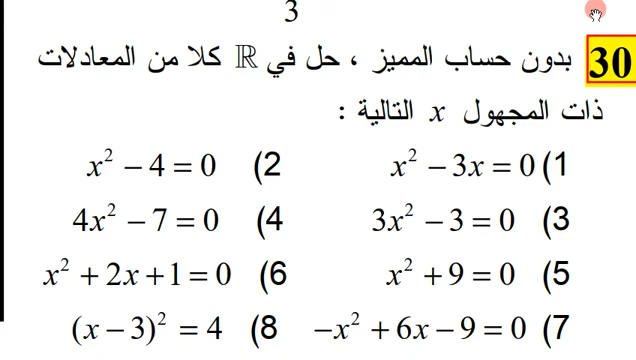 3
30 بدون حساب المميز ، حل في ℝ كلا من المعادلات
ذات المجهول x التالية :
1) x² − 3x = 0 2) x² − 4 = 0
3) 3x² − 3 = 0 4) 4x² − 7 = 0
5) x² + 9 = 0 6) x² + 2x + 1 = 0
7) −x² + 6x − 9 = 0 8) (x − 3)² = 4